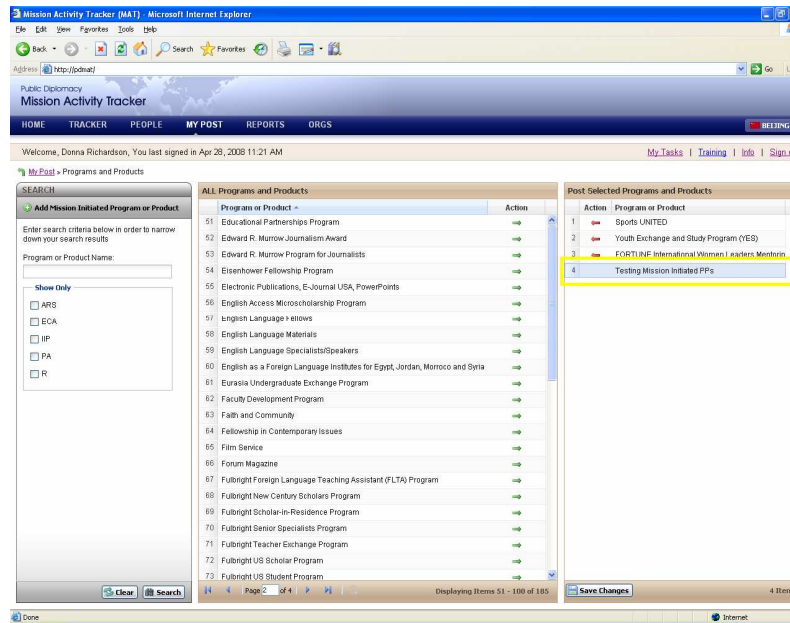 Mission Activity Tracker (MAT) - Microsoft Internet Explorer
File Edit View Favorites Tools Help
Back Search Favorites
Address http://pdmat/ Go
Public Diplomacy
Mission Activity Tracker
HOME TRACKER PEOPLE MY POST REPORTS ORGS BEIJING
Welcome, Donna Richardson, You last signed in Apr 28, 2008 11:21 AM My Tasks | Training | Info | Sign
My Post » Programs and Products
SEARCH
Add Mission Initiated Program or Product
Enter search criteria below in order to narrow
down your search results
Program or Product Name:
Show Only
ARS
ECA
IIP
PA
R
Clear Search
ALL Programs and Products
Program or Product Action
51 Educational Partnerships Program
52 Edward R. Murrow Journalism Award
53 Edward R. Murrow Program for Journalists
54 Eisenhower Fellowship Program
55 Electronic Publications, E-Journal USA, PowerPoints
56 English Access Microscholarship Program
57 English Language Fellows
58 English Language Materials
59 English Language Specialists/Speakers
60 English as a Foreign Language Institutes for Egypt, Jordan, Morroco and Syria
61 Eurasia Undergraduate Exchange Program
62 Faculty Development Program
63 Faith and Community
64 Fellowship in Contemporary Issues
65 Film Service
66 Forum Magazine
67 Fulbright Foreign Language Teaching Assistant (FLTA) Program
68 Fulbright New Century Scholars Program
69 Fulbright Scholar-in-Residence Program
70 Fulbright Senior Specialists Program
71 Fulbright Teacher Exchange Program
72 Fulbright US Scholar Program
73 Fulbright US Student Program
Page 2 of 4 Displaying Items 51 - 100 of 185
Post Selected Programs and Products
Action Program or Product
1 Sports UNITED
2 Youth Exchange and Study Program (YES)
3 FORTUNE International Women Leaders Mentorin
4 Testing Mission Initiated PPs
Save Changes 4 Iten
Done Internet